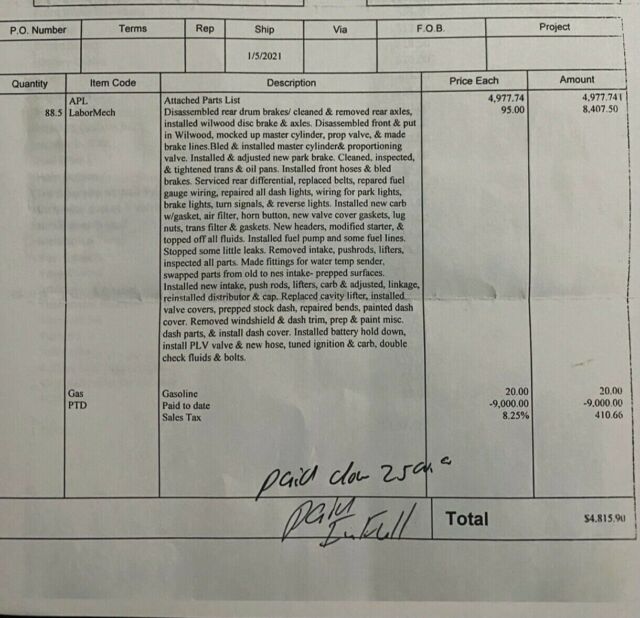 P.O. Number Terms Rep Ship Via F.O.B. Project
1/5/2021
Quantity Item Code Description Price Each Amount
APL Attached Parts List 4,977.74 4,977.74T
88.5 LaborMech Disassembled rear drum brakes/ cleaned & removed rear axles, 95.00 8,407.50
installed wilwood disc brake & axles. Disassembled front & put
in Wilwood, mocked up master cylinder, prop valve, & made
brake lines.Bled & installed master cylinder& proportioning
valve. Installed & adjusted new park brake. Cleaned, inspected,
& tightened trans & oil pans. Installed front hoses & bled
brakes. Serviced rear differential, replaced belts, repared fuel
gauge wiring, repaired all dash lights, wiring for park lights,
brake lights, turn signals, & reverse lights. Installed new carb
w/gasket, air filter, horn button, new valve cover gaskets, lug
nuts, trans filter & gaskets. New headers, modified starter, &
topped off all fluids. Installed fuel pump and some fuel lines.
Stopped some little leaks. Removed intake, pushrods, lifters,
inspected all parts. Made fittings for water temp sender,
swapped parts from old to nes intake- prepped surfaces.
Installed new intake, push rods, lifters, carb & adjusted, linkage,
reinstalled distributor & cap. Replaced cavity lifter, installed
valve covers, prepped stock dash, repaired bends, painted dash
cover. Removed windshield & dash trim, prep & paint misc.
dash parts, & install dash cover. Installed battery hold down,
install PLV valve & new hose, tuned ignition & carb, double
check fluids & bolts.
Gas Gasoline 20.00 20.00
PTD Paid to date -9,000.00 -9,000.00
Sales Tax 8.25% 410.66
paid
paid
In Full
Total $4,815.90